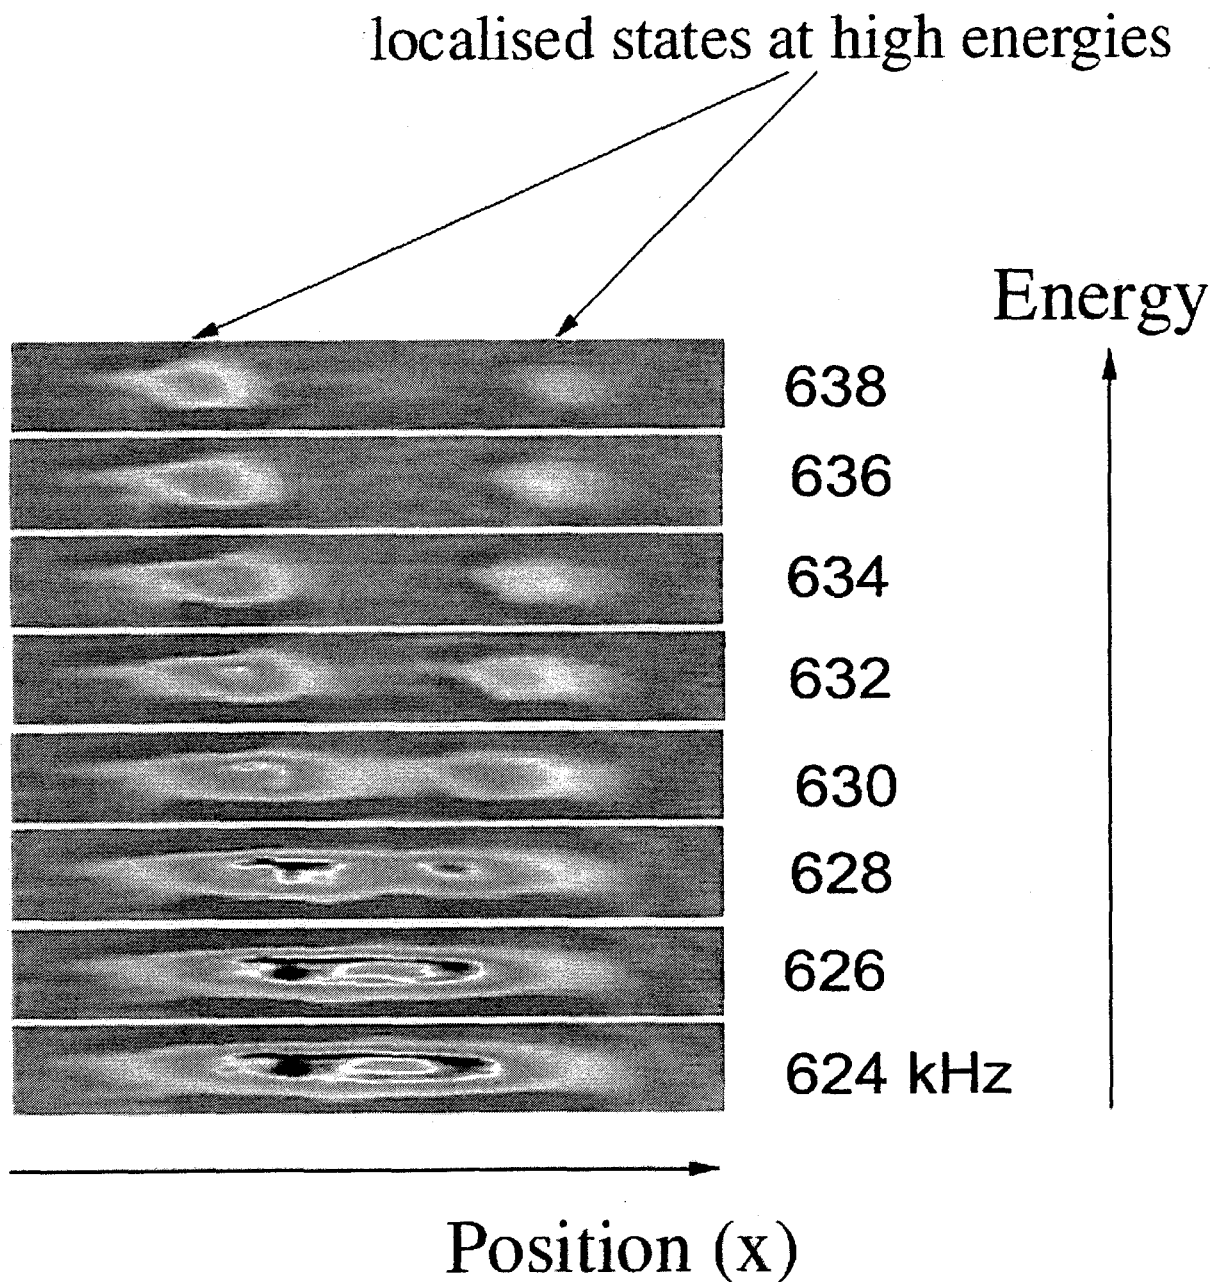 localised states at high energies
Energy
638
636
634
632
630
628
626
624 kHz
Position (x)